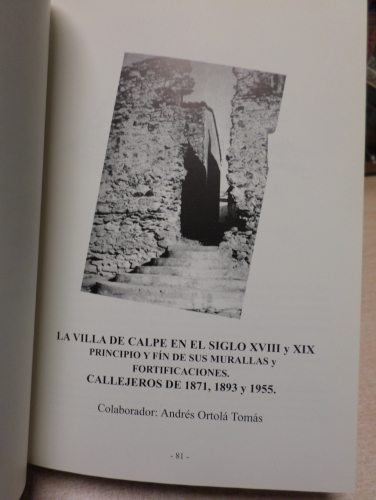 LA VILLA DE CALPE EN EL SIGLO XVIII y XIX
PRINCIPIO Y FÍN DE SUS MURALLAS y
FORTIFICACIONES.
CALLEJEROS DE 1871, 1893 y 1955.
Colaborador: Andrés Ortolá Tomás
- 81 -